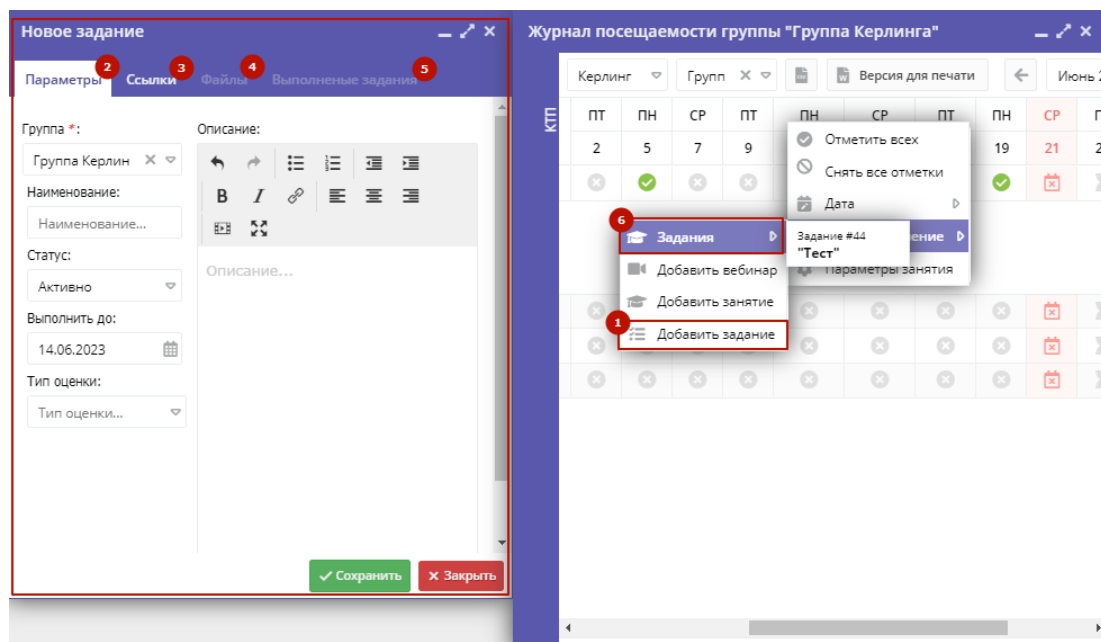 Новое задание
Параметры 2 Ссылки 3 Файлы 4 Выполненые задания 5
Группа *:
Группа Керлин
Наименование:
Наименование...
Статус:
Активно
Выполнить до:
14.06.2023
Тип оценки:
Тип оценки...
Описание:
B I
Описание...
Сохранить
Закрыть
Журнал посещаемости группы "Группа Керлинга"
Керлинг Групп Версия для печати Июнь 2
КТП
ПТ ПН СР ПТ ПН СР ПТ ПН СР
2 5 7 9 19 21 2
Отметить всех
Снять все отметки
Дата
ение
Параметры занятия
6
Задания
Добавить вебинар
Добавить занятие
1
Добавить задание
Задание #44
"Тест"